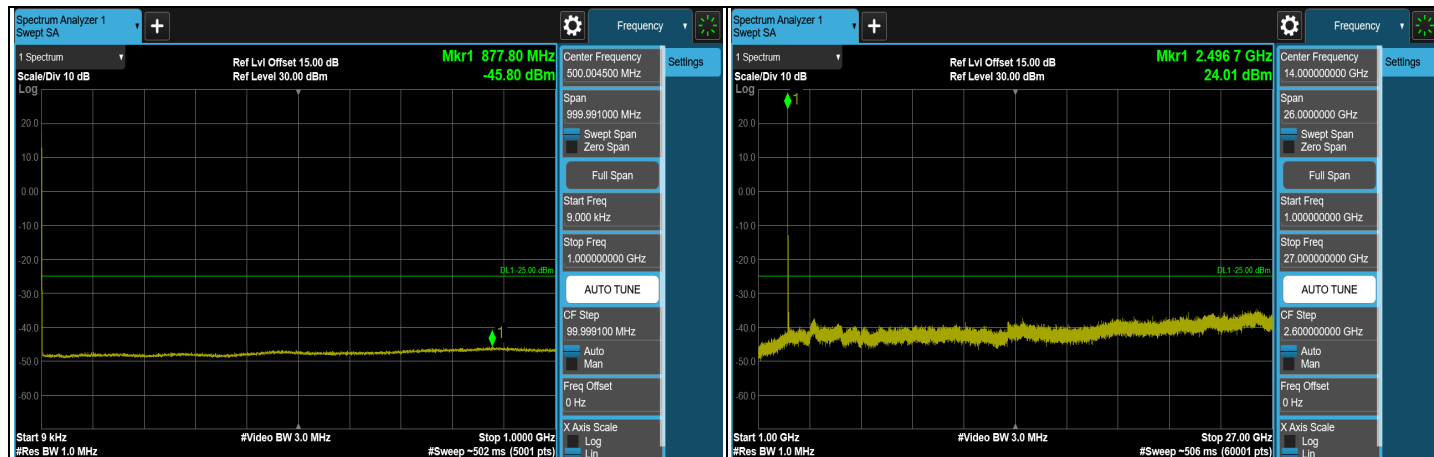 Spectrum Analyzer 1
Swept SA
+
Frequency
1 Spectrum
Scale/Div 10 dB
Log
Ref Lvl Offset 15.00 dB
Ref Level 30.00 dBm
Mkr1 877.80 MHz
-45.80 dBm
20.0
10.0
0.00
-10.0
-20.0
-30.0
-40.0
-50.0
-60.0
DL1 -25.00 dBm
1
Start 9 kHz
#Res BW 1.0 MHz
#Video BW 3.0 MHz
Stop 1.0000 GHz
#Sweep ~502 ms (5001 pts)
Center Frequency
500.004500 MHz
Settings
Span
999.991000 MHz
Swept Span
Zero Span
Full Span
Start Freq
9.000 kHz
Stop Freq
1.000000000 GHz
AUTO TUNE
CF Step
99.999100 MHz
Auto
Man
Freq Offset
0 Hz
X Axis Scale
Log
Lin
Spectrum Analyzer 1
Swept SA
+
Frequency
1 Spectrum
Scale/Div 10 dB
Log
Ref Lvl Offset 15.00 dB
Ref Level 30.00 dBm
Mkr1 2.496 7 GHz
24.01 dBm
1
20.0
10.0
0.00
-10.0
-20.0
-30.0
-40.0
-50.0
-60.0
DL1 -25.00 dBm
Start 1.00 GHz
#Res BW 1.0 MHz
#Video BW 3.0 MHz
Stop 27.00 GHz
#Sweep ~506 ms (60001 pts)
Center Frequency
14.00000000 GHz
Settings
Span
26.0000000 GHz
Swept Span
Zero Span
Full Span
Start Freq
1.000000000 GHz
Stop Freq
27.00000000 GHz
AUTO TUNE
CF Step
2.600000000 GHz
Auto
Man
Freq Offset
0 Hz
X Axis Scale
Log
Lin